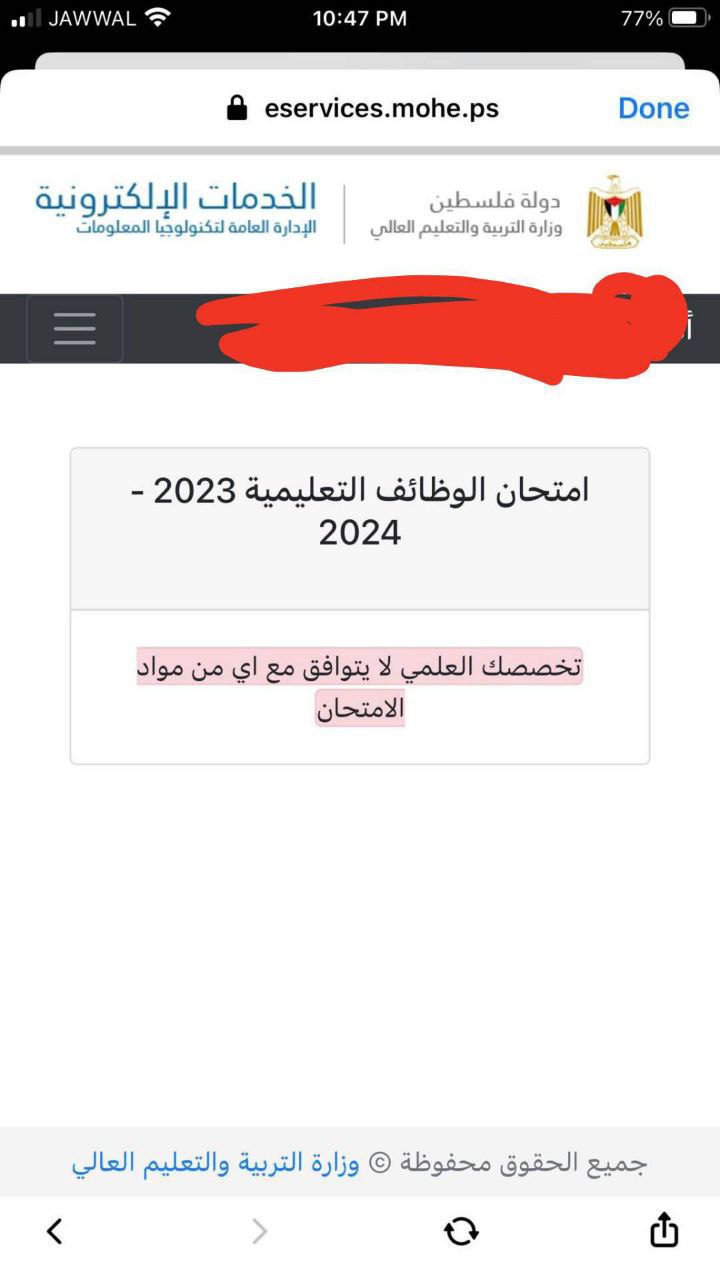 JAWWAL 10:47 PM 77%
eservices.mohe.ps Done
دولة فلسطين
وزارة التربية والتعليم العالي
الخدمات الإلكترونية
الإدارة العامة لتكنولوجيا المعلومات
امتحان الوظائف التعليمية 2023 -
2024
تخصصك العلمي لا يتوافق مع اي من مواد
الامتحان
جميع الحقوق محفوظة © وزارة التربية والتعليم العالي